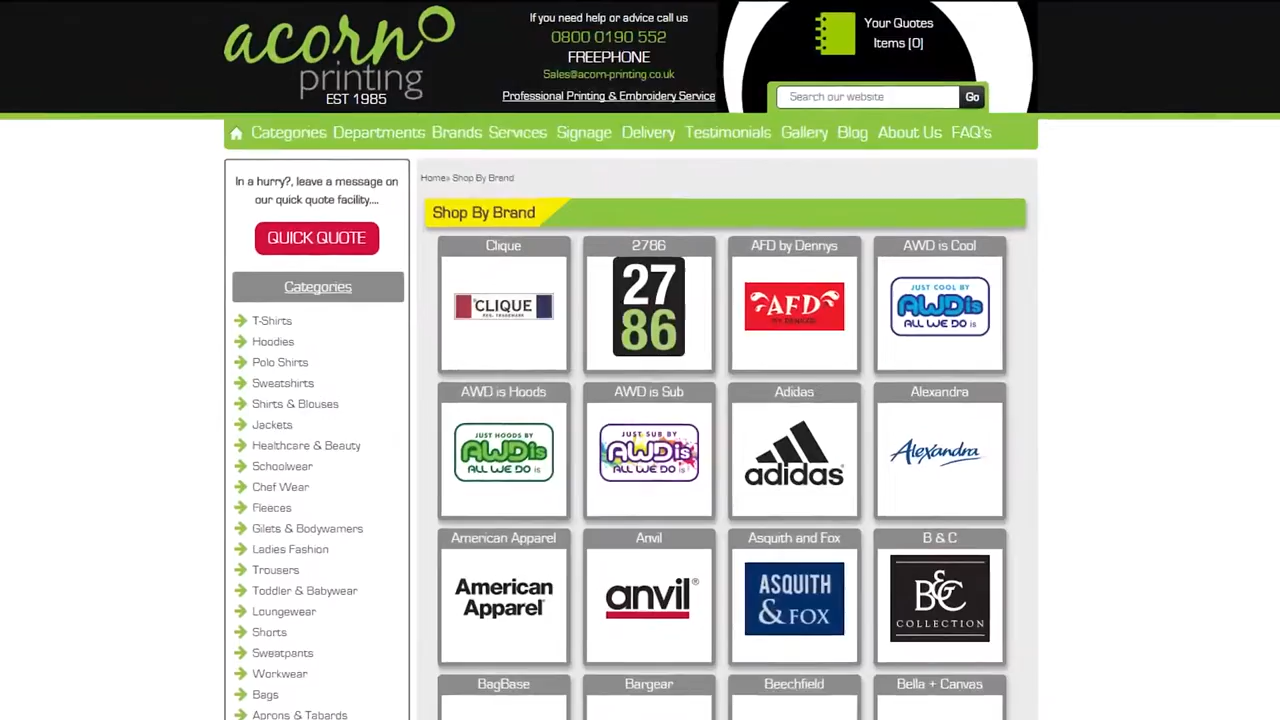 acorn
printing
EST 1985
If you need help or advice call us
0800 0190 552
FREEPHONE
Sales@acorn-printing.co.uk
Professional Printing & Embroidery Service
Your Quotes
Items [0]
Search our website
Go
Categories Departments Brands Services Signage Delivery Testimonials Gallery Blog About Us FAQ's
In a hurry?, leave a message on
our quick quote facility....
QUICK QUOTE
Categories
T-Shirts
Hoodies
Polo Shirts
Sweatshirts
Shirts & Blouses
Jackets
Healthcare & Beauty
Schoolwear
Chef Wear
Fleeces
Gilets & Bodywamers
Ladies Fashion
Trousers
Toddler & Babywear
Loungewear
Shorts
Sweatpants
Workwear
Bags
Aprons & Tabards
Home» Shop By Brand
Shop By Brand
Clique
CLIQUE
2786
27
86
AFD by Dennys
AFD
AWD is Cool
JUST COOL BY
AWDis
ALL WE DO is
AWD is Hoods
JUST HOODS BY
AWDis
ALL WE DO is
AWD is Sub
JUST SUB BY
AWDis
ALL WE DO is
Adidas
adidas
Alexandra
Alexandra
American Apparel
American
Apparel
Anvil
anvil®
Asquith and Fox
ASQUITH
& FOX
B & C
B&C
COLLECTION
BagBase
Bargear
Beechfield
Bella + Canvas